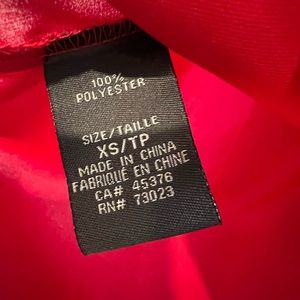 100%
POLYESTER
SIZE/TAILLE
XS/TP
MADE IN CHINA
FABRIQUÉ EN CHINE
CA# 45376
RN# 73023